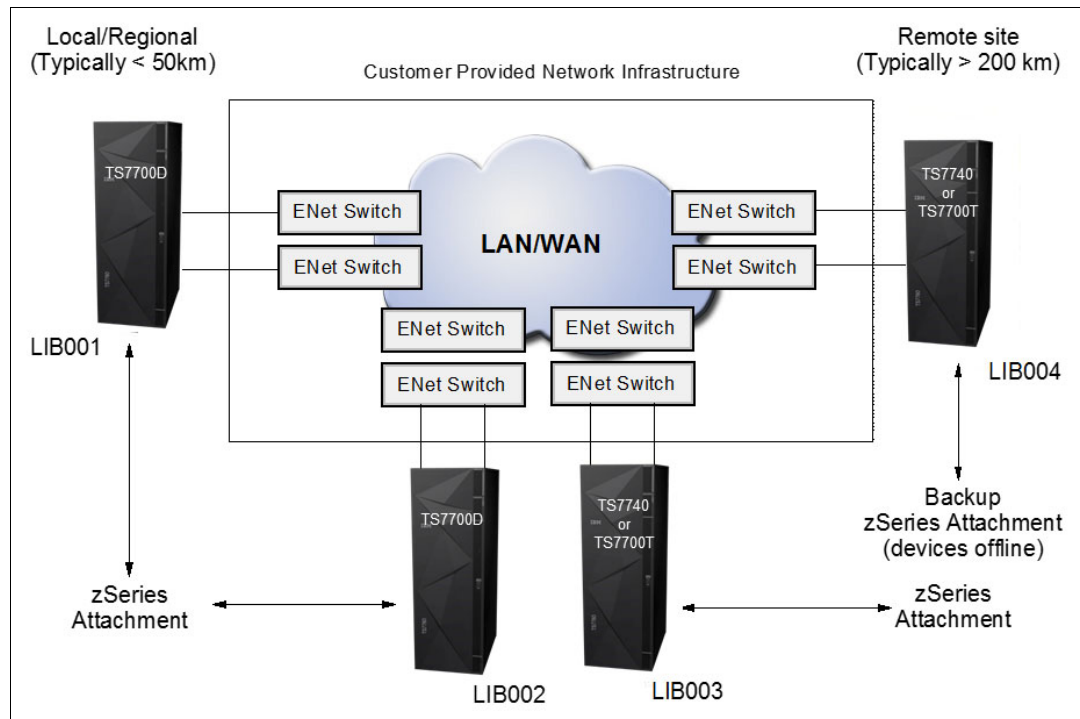 Local/Regional
(Typically < 50km)
Remote site
(Typically > 200 km)
Customer Provided Network Infrastructure
TS7700D
TS7740
or
TS7700T
ENet Switch
ENet Switch
LAN/WAN
ENet Switch
ENet Switch
ENet Switch
ENet Switch
ENet Switch
ENet Switch
LIB001
LIB004
TS7700D
TS7740
or
TS7700T
Backup
zSeries Attachment
(devices offline)
zSeries
Attachment
zSeries
Attachment
LIB002
LIB003